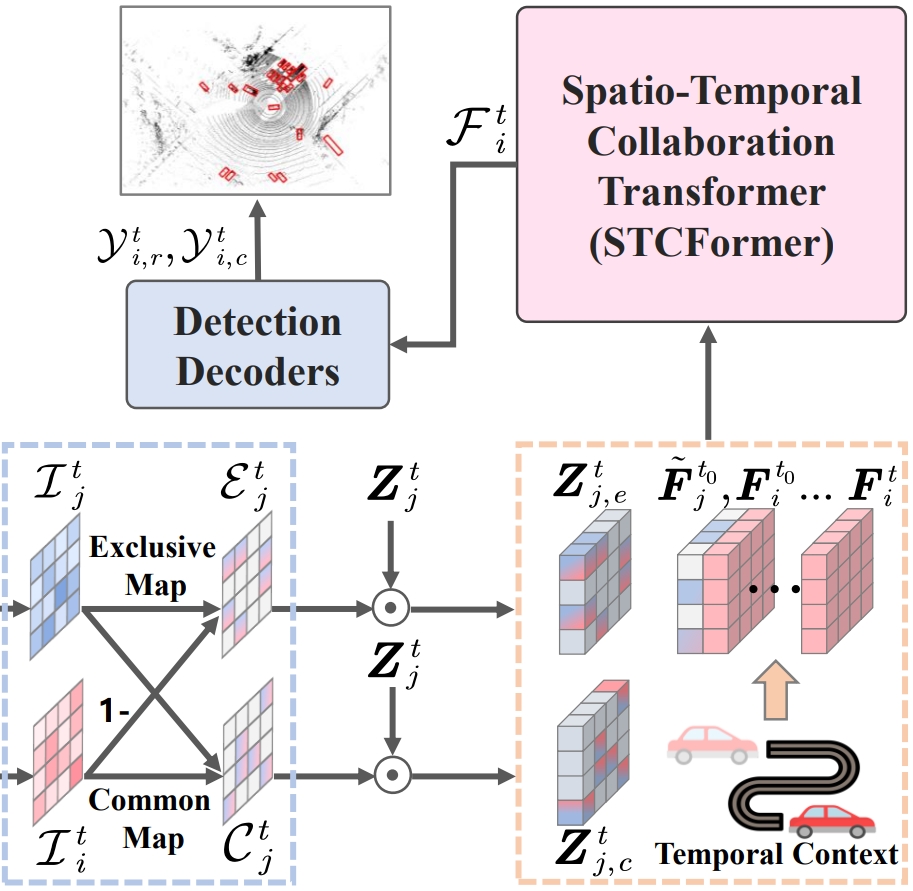 Spatio-Temporal
Collaboration
Transformer
(STCFormer)
$\mathcal{F}_i^t$
$\mathcal{Y}_{i,r}^t, \mathcal{Y}_{i,c}^t$
Detection
Decoders
$\mathcal{I}_j^t$
$\mathcal{E}_j^t$
Exclusive
Map
1-
Common
Map
$\mathcal{I}_i^t$
$\mathcal{C}_j^t$
$\boldsymbol{Z}_j^t$
$\boldsymbol{Z}_j^t$
$\boldsymbol{Z}_{j,e}^t$
$\tilde{\boldsymbol{F}}_j^{t_0}, \boldsymbol{F}_i^{t_0} \ldots \boldsymbol{F}_i^t$
$\boldsymbol{Z}_{j,c}^t$
Temporal Context